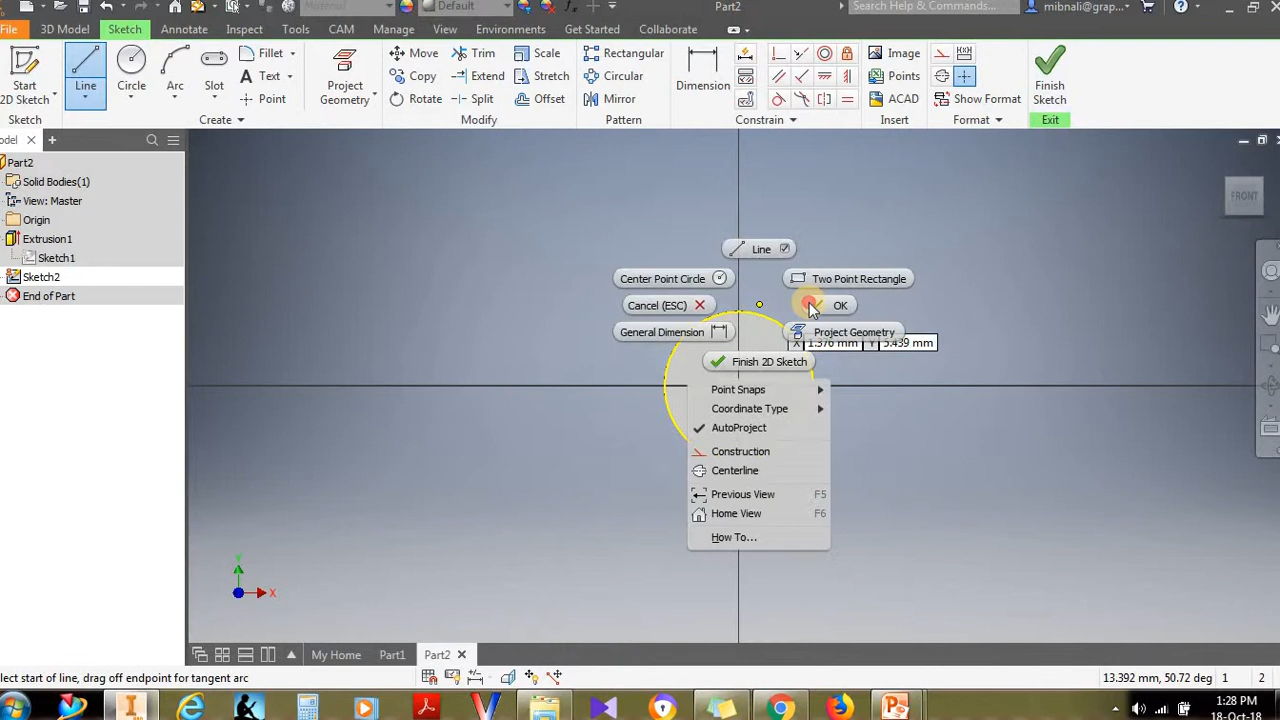 Material
Default
Part2
Search Help & Commands...
mibnali@grap...
File
3D Model
Sketch
Annotate
Inspect
Tools
CAM
Manage
View
Environments
Get Started
Collaborate
Start
2D Sketch
Line
Circle
Arc
Slot
Fillet
Text
Point
Project
Geometry
Move
Copy
Rotate
Trim
Extend
Split
Scale
Stretch
Offset
Rectangular
Circular
Mirror
Dimension
Image
Points
ACAD
Show Format
Finish
Sketch
Sketch
Create
Modify
Pattern
Constrain
Insert
Format
Exit
odel
Part2
Solid Bodies(1)
View: Master
Origin
Extrusion1
Sketch1
Sketch2
End of Part
FRONT
Line
Center Point Circle
Two Point Rectangle
Cancel (ESC)
OK
General Dimension
Project Geometry
X 1.376 mm Y 5.439 mm
Finish 2D Sketch
Point Snaps
Coordinate Type
AutoProject
Construction
Centerline
Previous View F5
Home View F6
How To...
Y
X
My Home
Part1
Part2
elect start of line, drag off endpoint for tangent arc
13.392 mm, 50.72 deg 1 2
1:28 PM
18-Oct-18